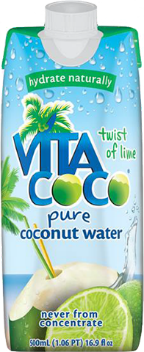 hydrate naturally
twist
of lime
VITA
COCO
pure
coconut water
never from
concentrate
500mL (1.06 PT) 16.9 fl oz